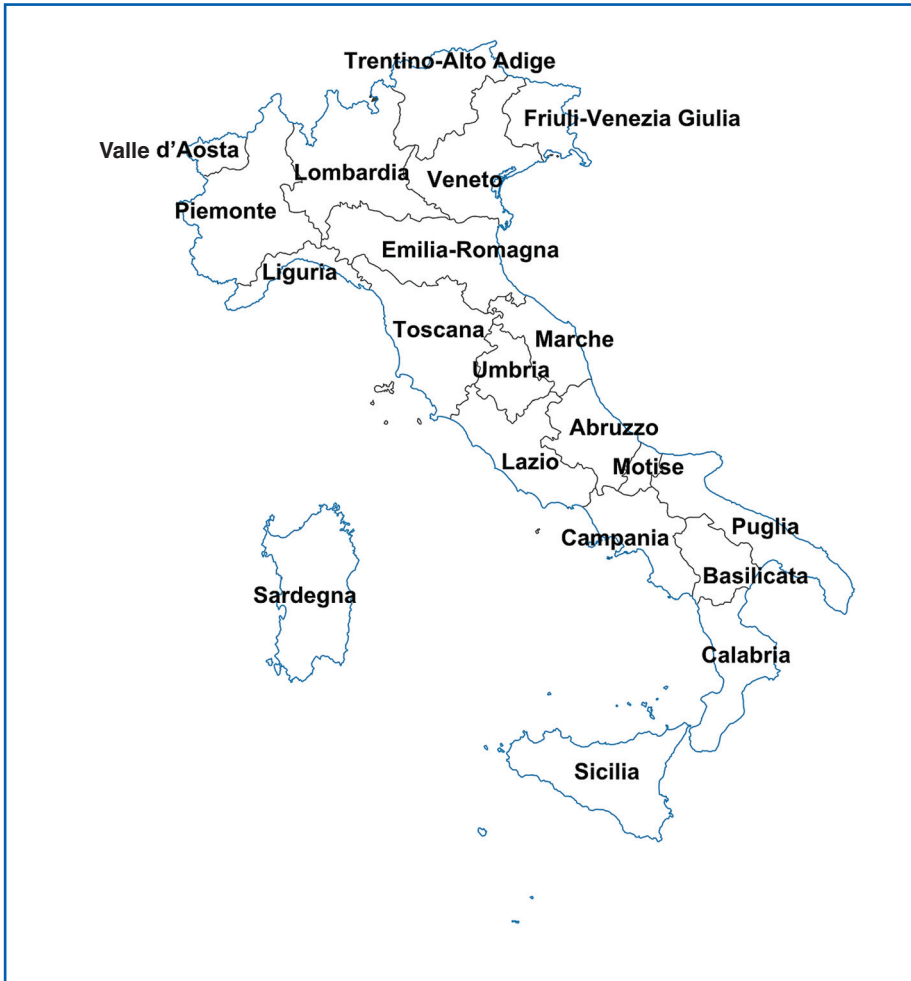 Trentino-Alto Adige
Friuli-Venezia Giulia
Valle d’Aosta
Lombardia
Veneto
Piemonte
Emilia-Romagna
Liguria
Toscana
Marche
Umbria
Abruzzo
Lazio
Motise
Puglia
Campania
Basilicata
Sardegna
Calabria
Sicilia